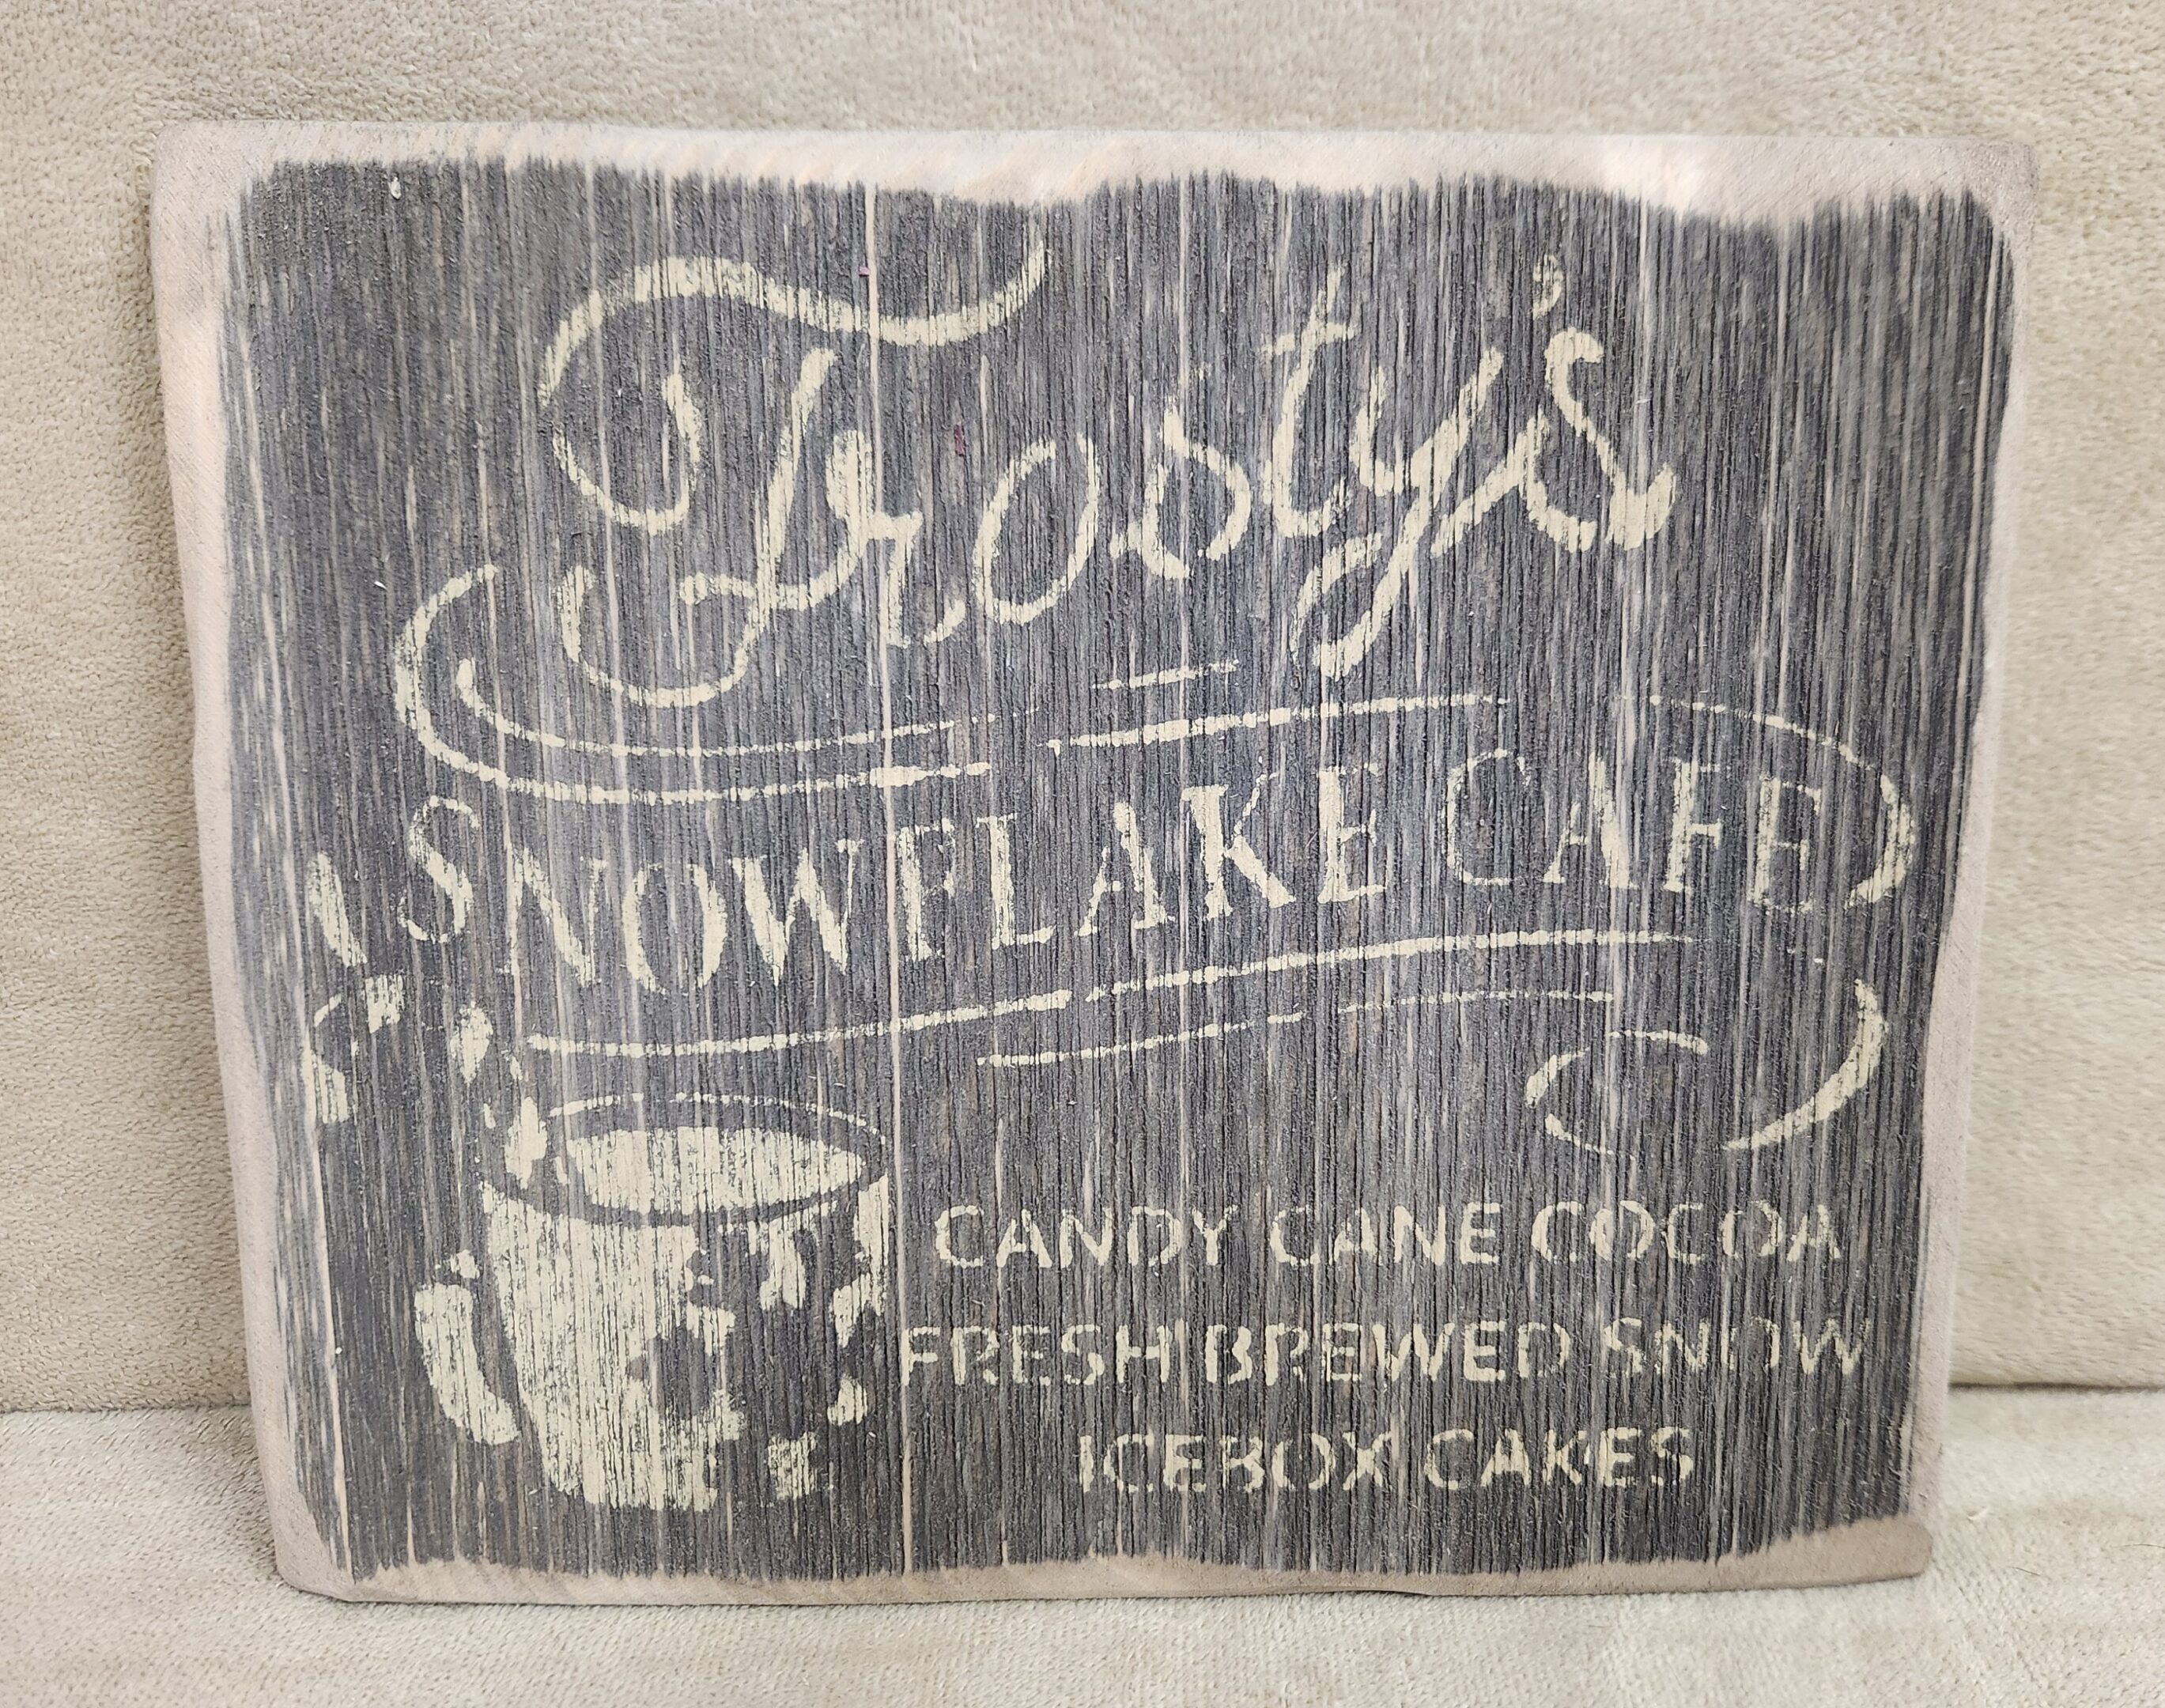 Frosty's
SNOWFLAKE CAFE
CANDY CANE COCOA
FRESH BREWED SNOW
ICEBOX CAKES